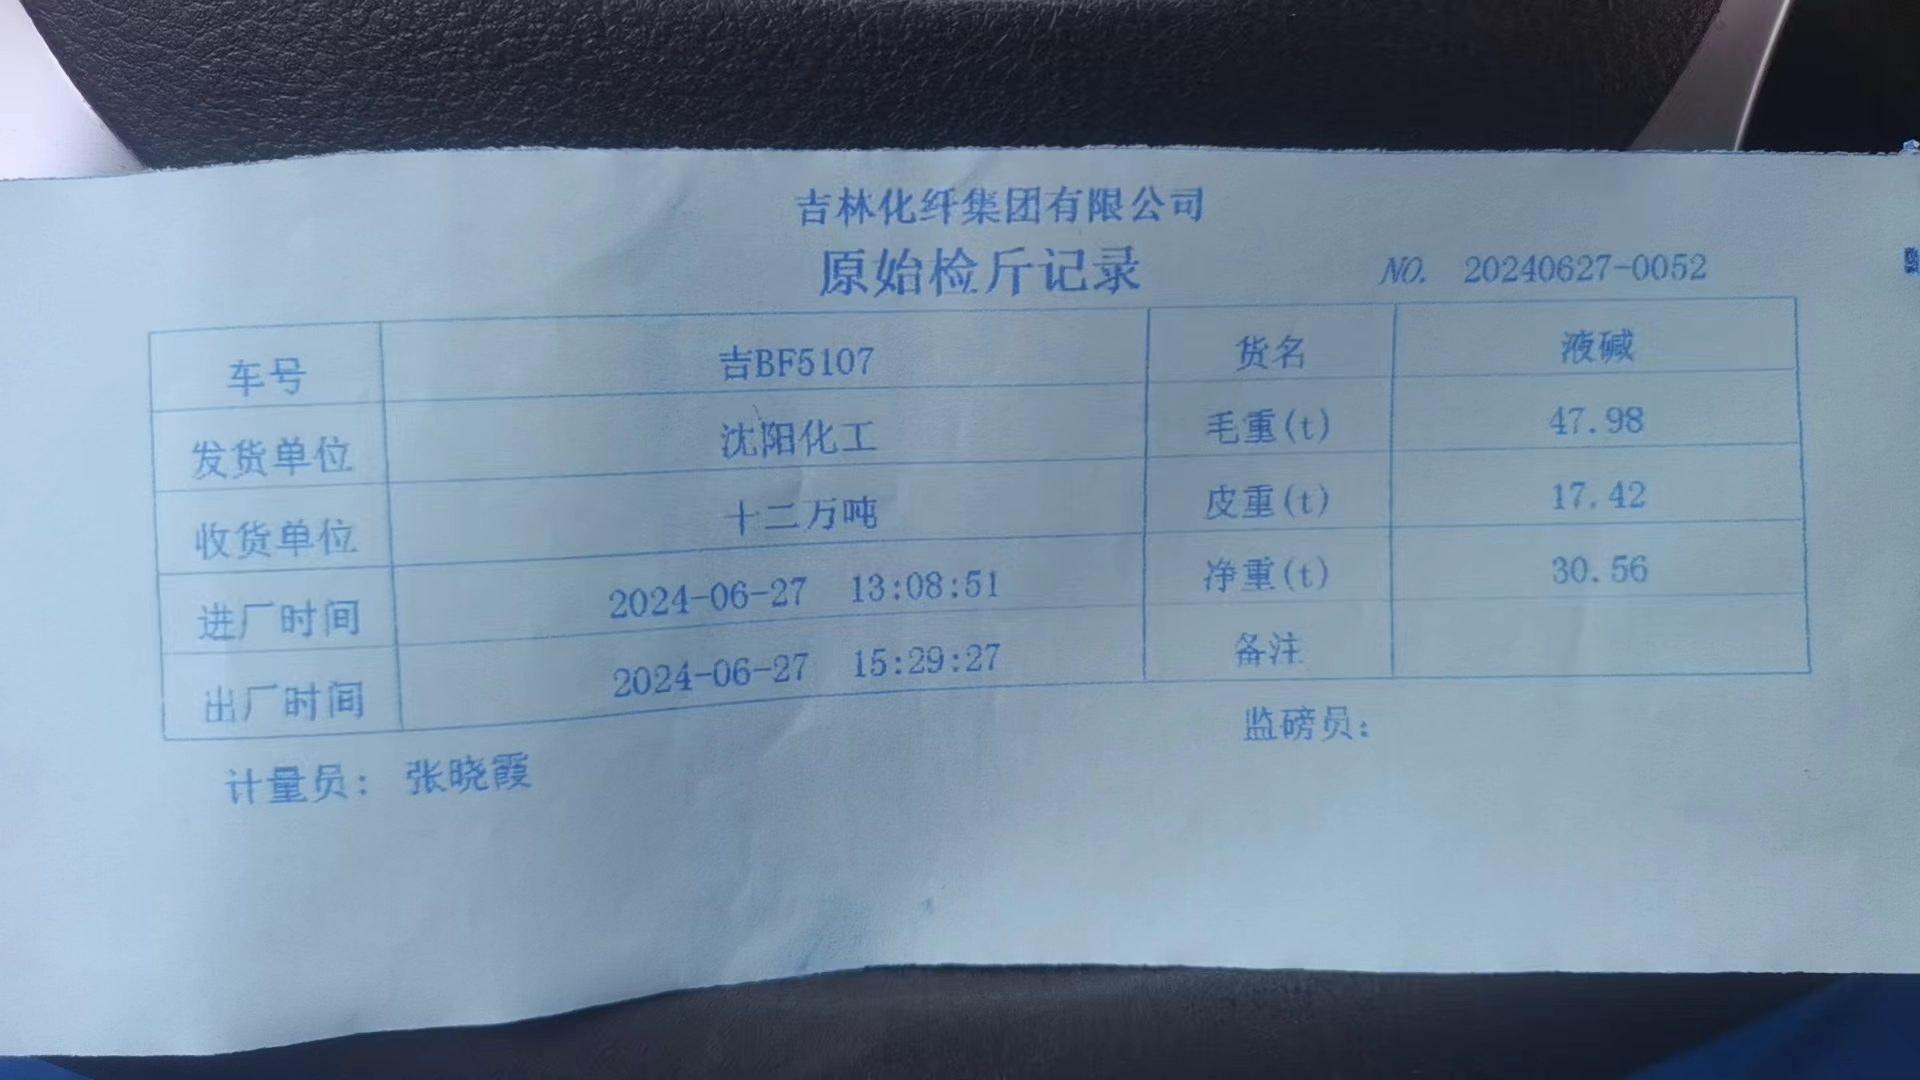 吉林化纤集团有限公司
原始检斤记录
NO. 20240627-0052
车号 吉BF5107 货名 液碱
发货单位 沈阳化工 毛重(t) 47.98
收货单位 十二万吨 皮重(t) 17.42
进厂时间 2024-06-27 13:08:51 净重(t) 30.56
出厂时间 2024-06-27 15:29:27 备注
计量员: 张晓霞 监磅员: